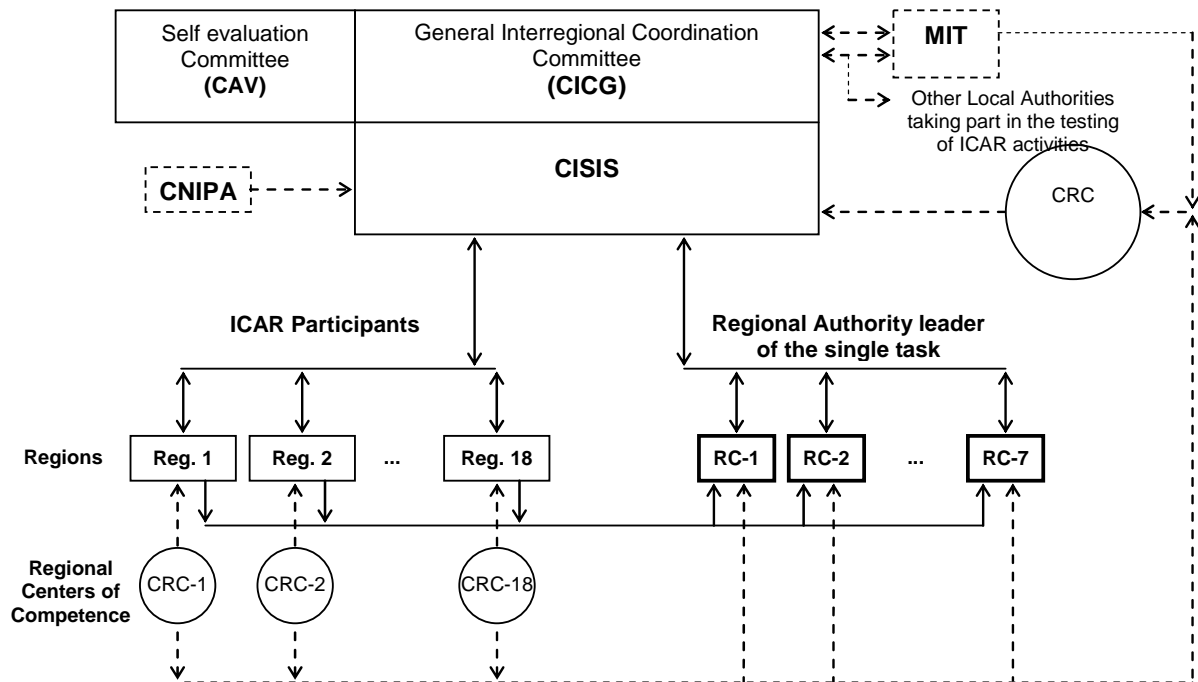 Self evaluation
Committee
(CAV)
General Interregional Coordination
Committee
(CICG)
MIT
Other Local Authorities
taking part in the testing
of ICAR activities
CISIS
CNIPA
CRC
ICAR Participants
Regional Authority leader
of the single task
Regions
Reg. 1
Reg. 2
...
Reg. 18
RC-1
RC-2
...
RC-7
Regional
Centers of
Competence
CRC-1
CRC-2
CRC-18